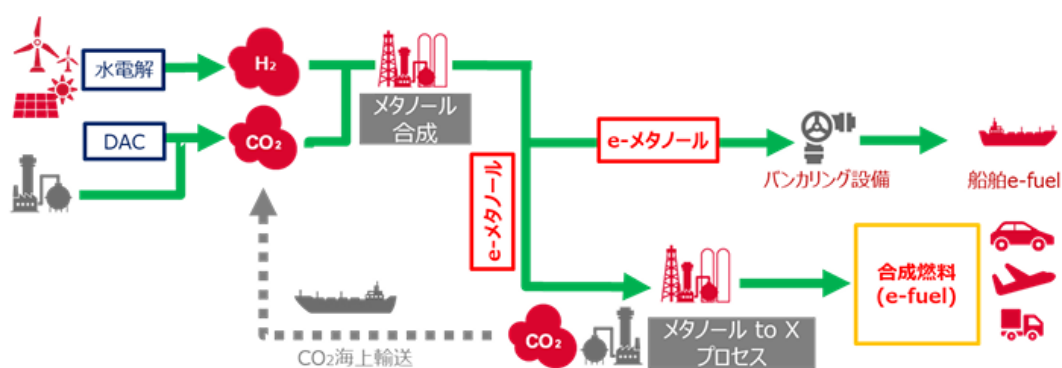 水電解
H₂
メタノール
合成
DAC
CO₂
e-メタノール
バンカリング設備
船舶e-fuel
e-メタノール
合成燃料
(e-fuel)
CO₂
メタノール to X
プロセス
CO₂海上輸送